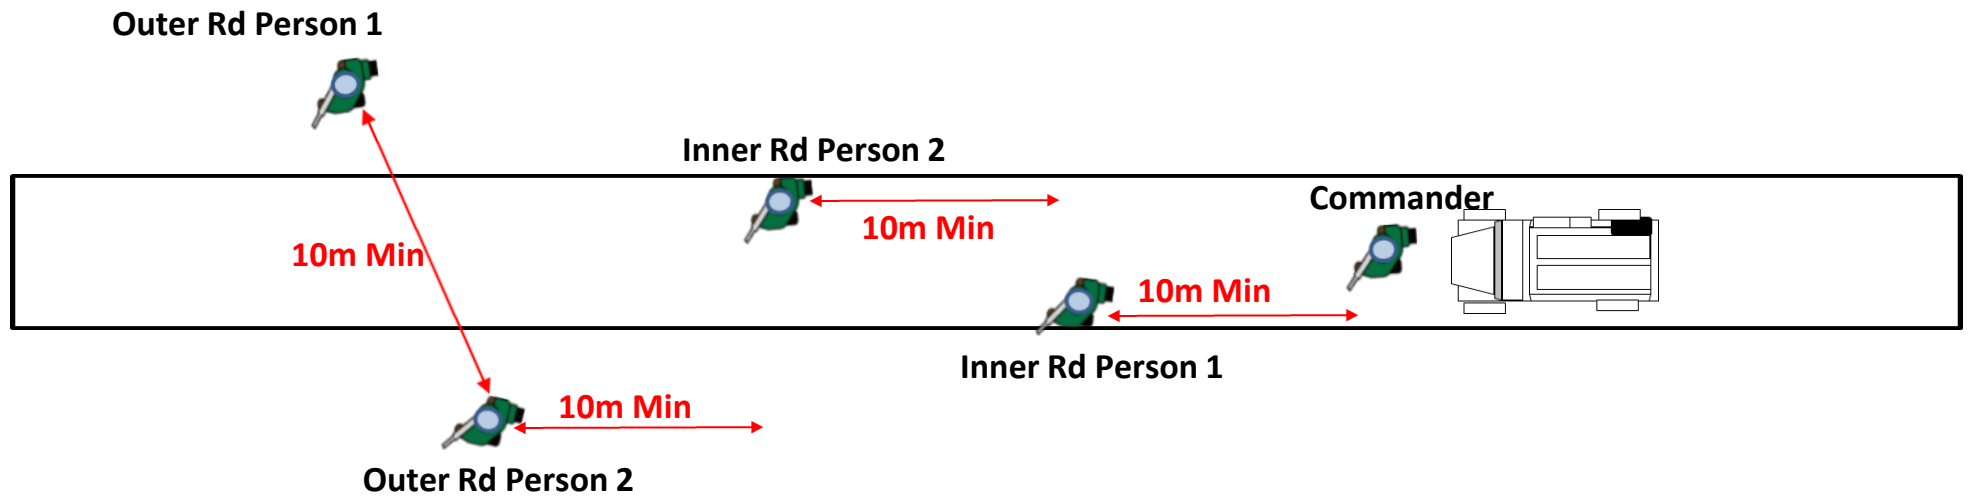 Outer Rd Person 1
Inner Rd Person 2
Commander
10m Min
10m Min
10m Min
Inner Rd Person 1
10m Min
Outer Rd Person 2